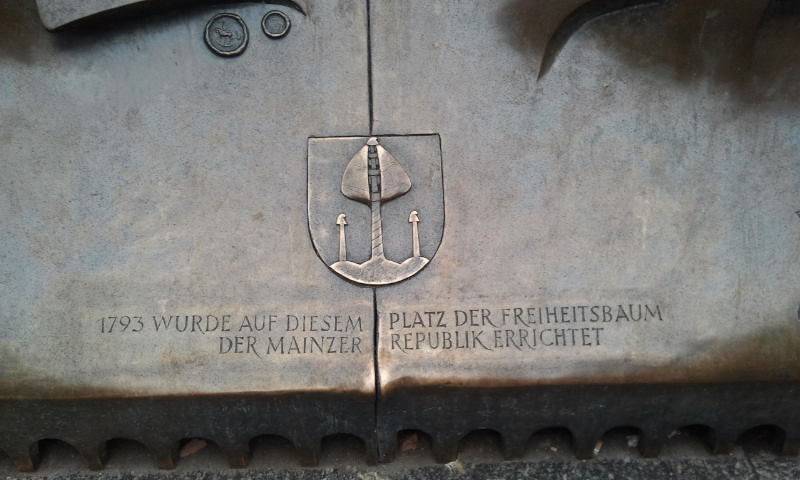 1793 WURDE AUF DIESEM PLATZ DER FREIHEITSBAUM
DER MAINZER REPUBLIK ERRICHTET